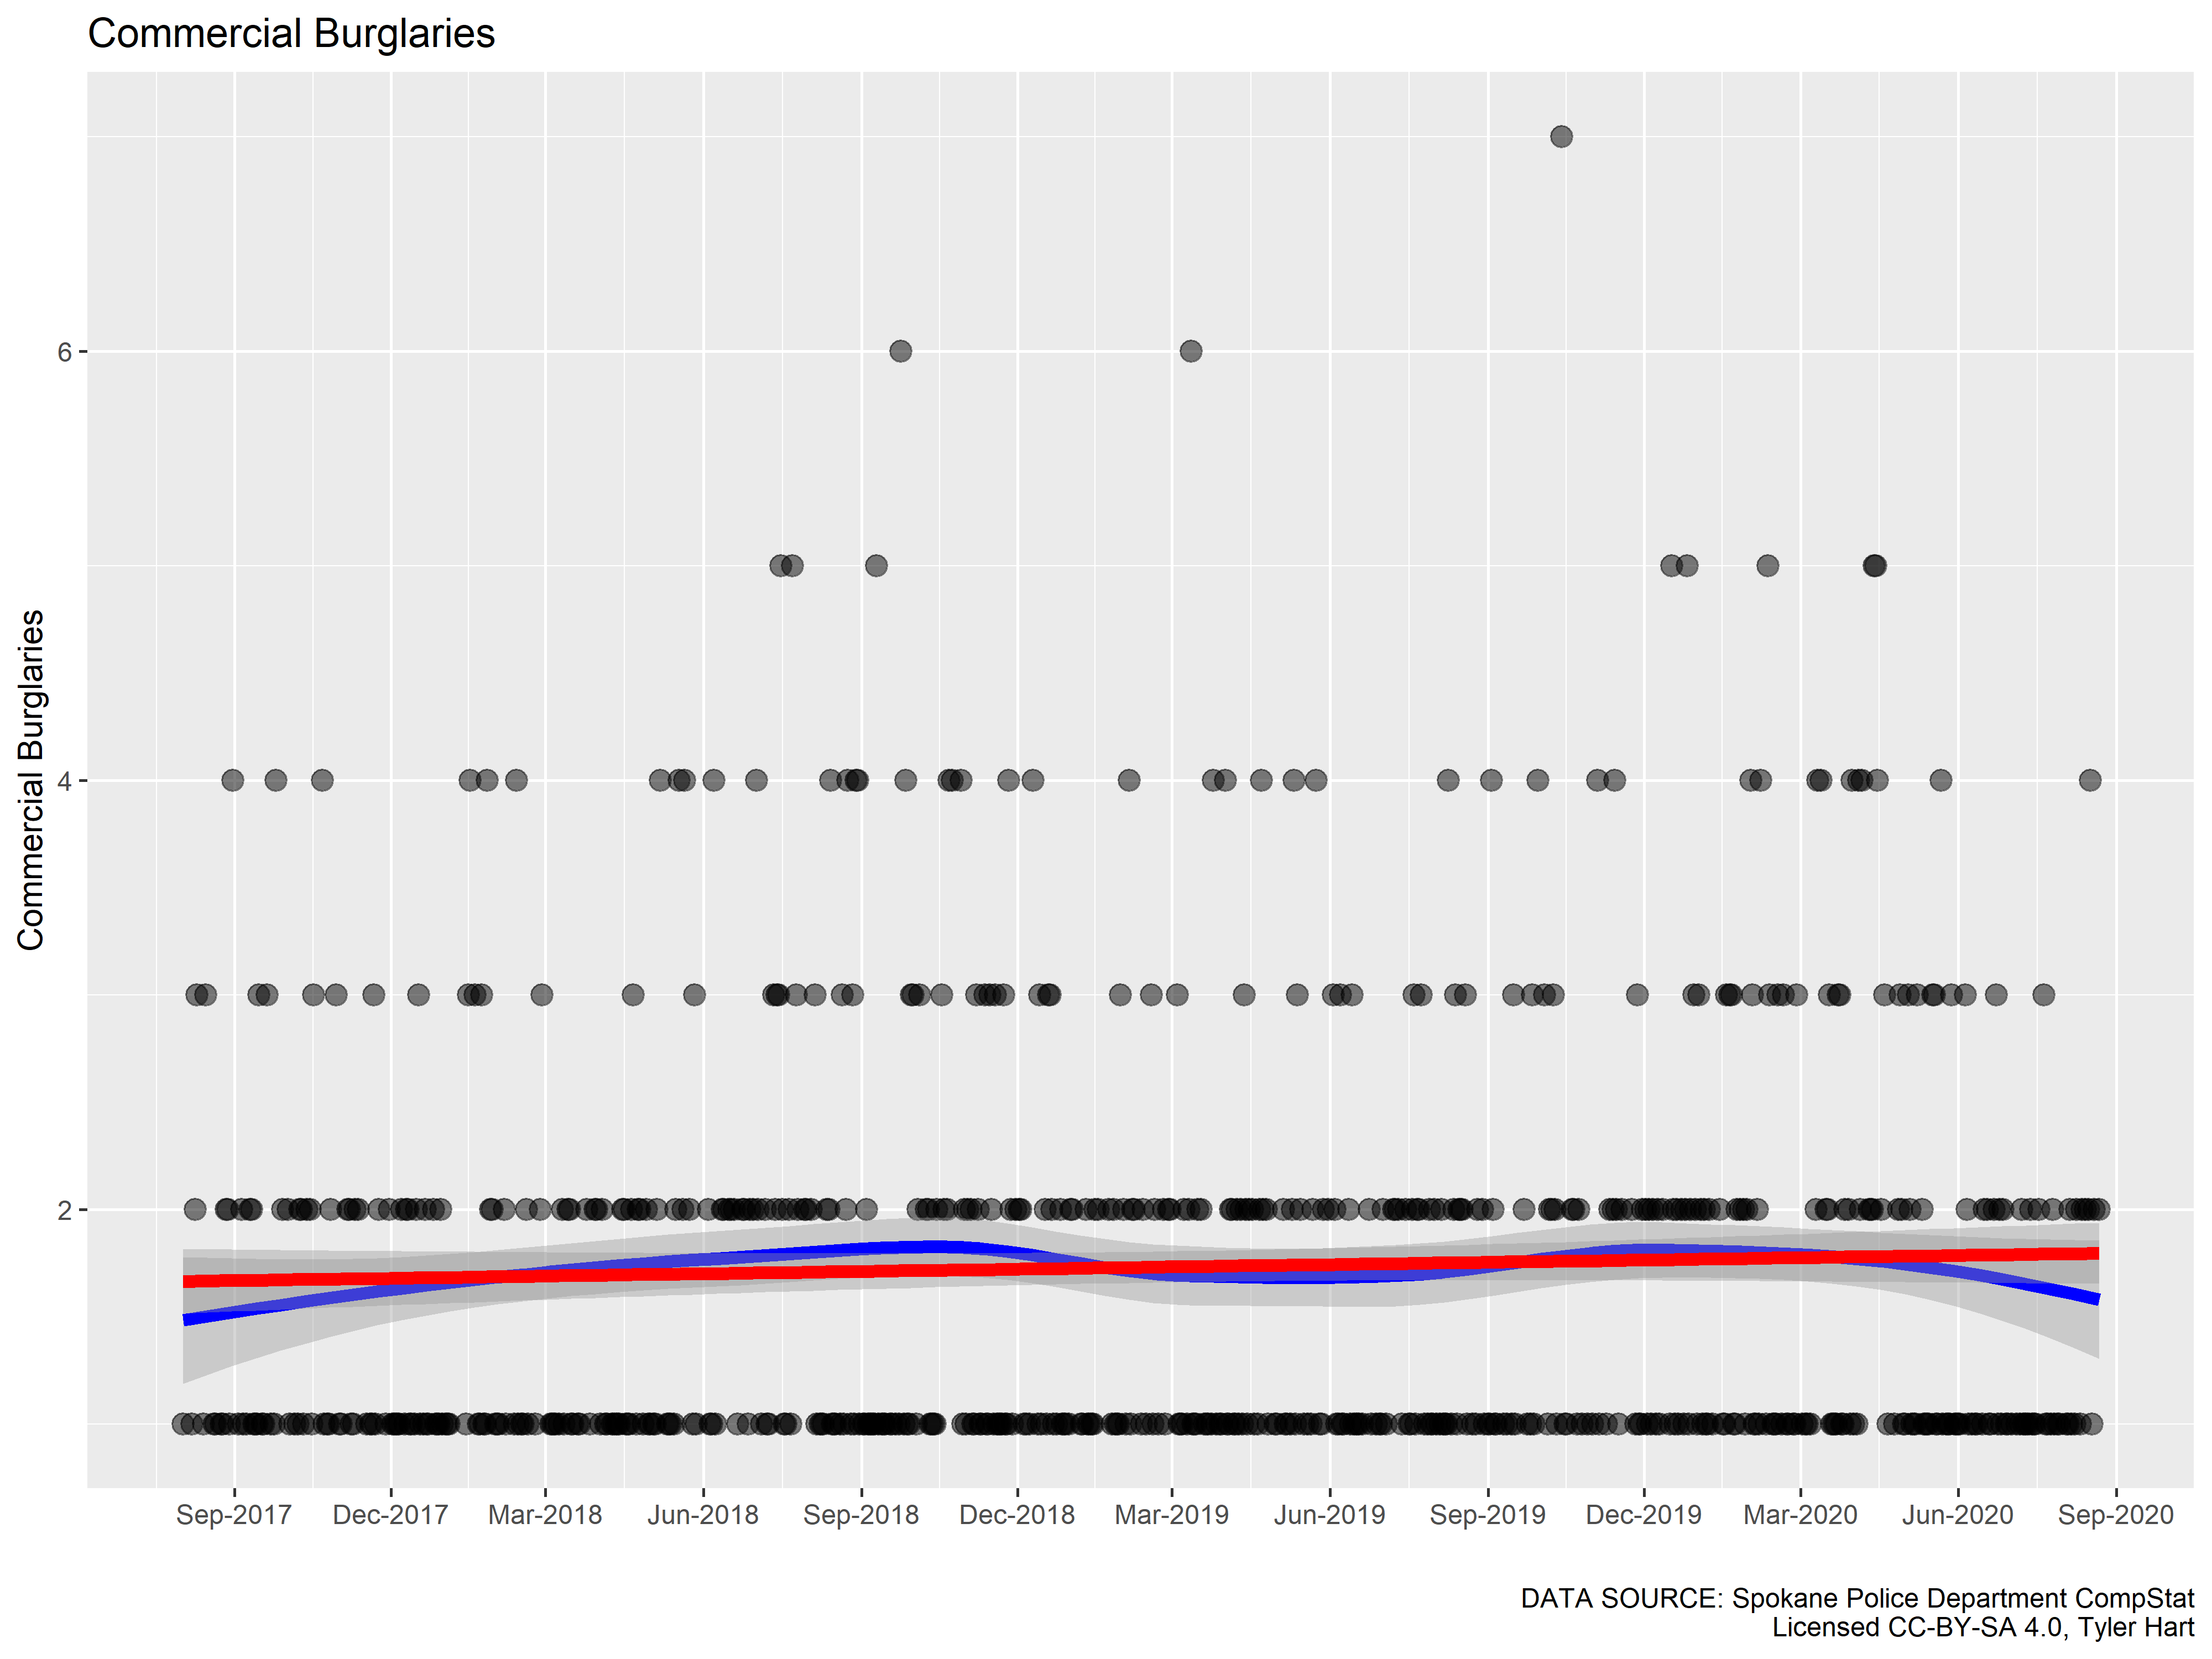 Commercial Burglaries
Commercial Burglaries
6
4
2
Sep-2017 Dec-2017 Mar-2018 Jun-2018 Sep-2018 Dec-2018 Mar-2019 Jun-2019 Sep-2019 Dec-2019 Mar-2020 Jun-2020 Sep-2020
DATA SOURCE: Spokane Police Department CompStat
Licensed CC-BY-SA 4.0, Tyler Hart